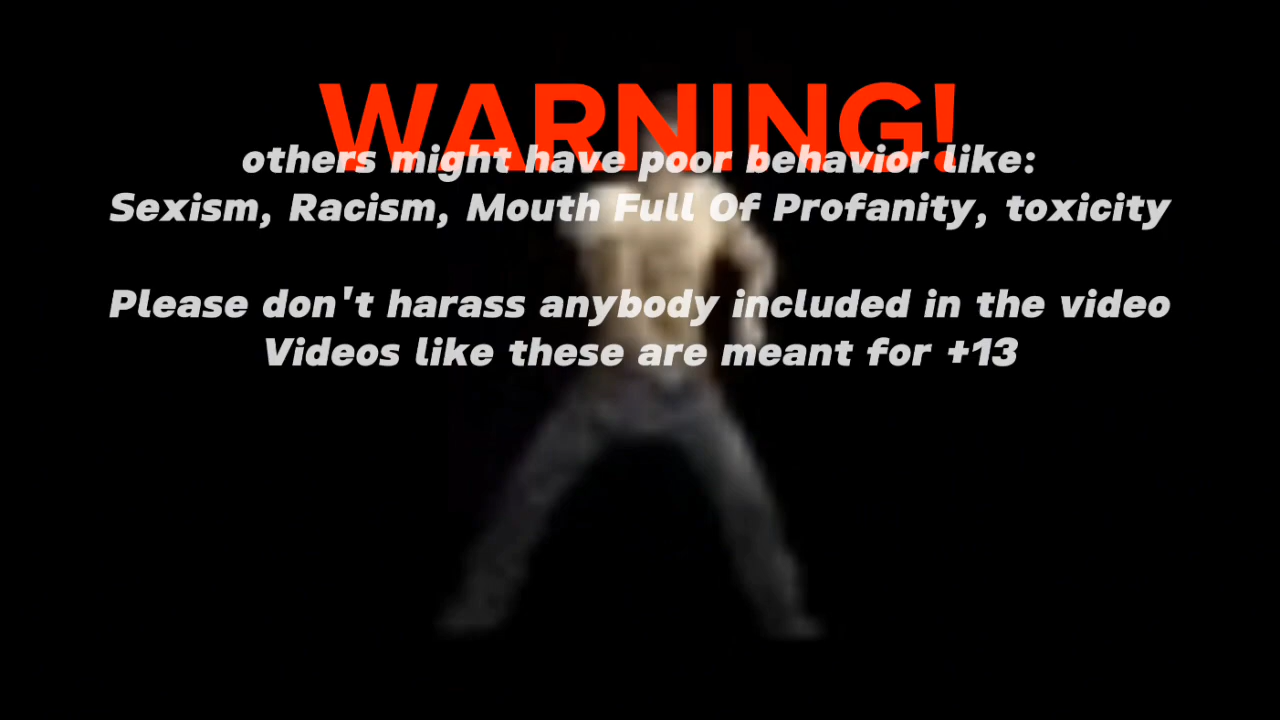 WARNING!
others might have poor behavior like:
Sexism, Racism, Mouth Full Of Profanity, toxicity
Please don't harass anybody included in the video
Videos like these are meant for +13